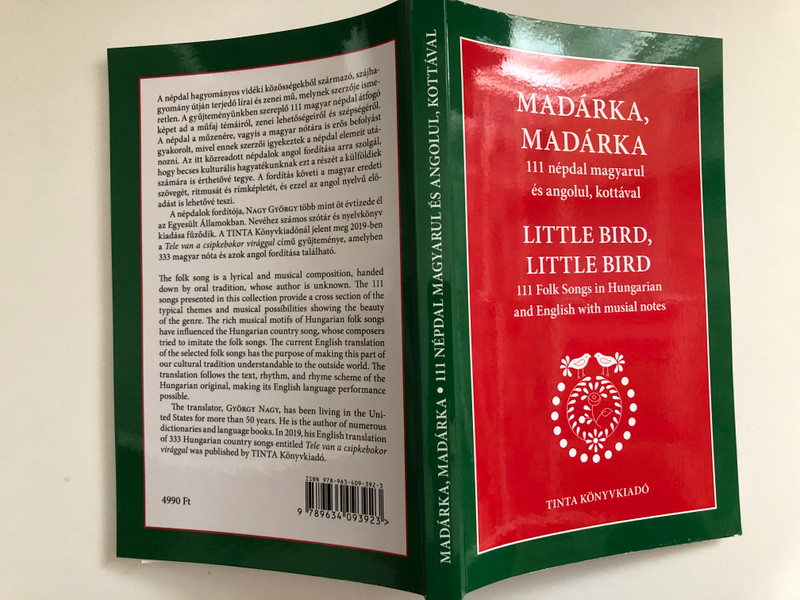 A népdal hagyományos vidéki közösségekből származó, szájha-
gyomány útján terjedő lírai és zenei mű, melynek szerzője isme-
retlen. A gyűjteményünkben szereplő 111 magyar népdal átfogó
képet ad a műfaj témáiról, zenei lehetőségeiről és szépségéről.
A népdal a műzenére, vagyis a magyar nótára is erős befolyást
gyakorolt, mivel ennek szerzői igyekeztek a népdal elemeit utá-
nozni. Az itt közreadott népdalok angol fordítása arra szolgál,
hogy becses kulturális hagyatékunknak ezt a részét a külföldiek
számára is érthetővé tegye. A fordítás követi a magyar eredeti
szövegét, ritmusát és rímképletét, és ezzel az angol nyelvű elő-
adást is lehetővé teszi.
A népdalok fordítója, NAGY GYÖRGY több mint öt évtizede él
az Egyesült Államokban. Nevéhez számos szótár és nyelvkönyv
kiadása fűződik. A TINTA Könyvkiadónál jelent meg 2019-ben
a Tele van a csipkebokor virággal című gyűjteménye, amelyben
333 magyar nóta és azok angol fordítása található.
The folk song is a lyrical and musical composition, handed
down by oral tradition, whose author is unknown. The 111
songs presented in this collection provide a cross section of the
typical themes and musical possibilities showing the beauty
of the genre. The rich musical motifs of Hungarian folk songs
have influenced the Hungarian country song, whose composers
tried to imitate the folk songs. The current English translation
of the selected folk songs has the purpose of making this part of
our cultural tradition understandable to the outside world. The
translation follows the text, rhythm, and rhyme scheme of the
Hungarian original, making its English language performance
possible.
The translator, GYÖRGY NAGY, has been living in the Uni-
ted States for more than 50 years. He is the author of numerous
dictionaries and language books. In 2019, his English translation
of 333 Hungarian country songs entitled Tele van a csipkebokor
virággal was published by TINTA Könyvkiadó.
4990 Ft
ISBN 978-963-409-392-3
9 789634 093923>
MADÁRKA, MADÁRKA • 111 NÉPDAL MAGYARUL ÉS ANGOLUL, KOTTÁVAL
MADÁRKA,
MADÁRKA
111 népdal magyarul
és angolul, kottával
LITTLE BIRD,
LITTLE BIRD
111 Folk Songs in Hungarian
and English with musial notes
TINTA KÖNYVKIADÓ